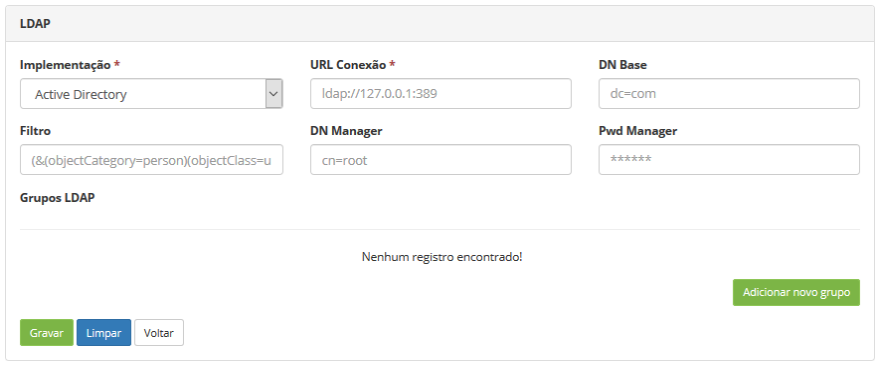 LDAP
Implementação * URL Conexão * DN Base
Active Directory ldap://127.0.0.1:389 dc=com
Filtro DN Manager Pwd Manager
(&(objectCategory=person)(objectClass=u cn=root ******
Grupos LDAP
Nenhum registro encontrado!
Adicionar novo grupo
Gravar Limpar Voltar